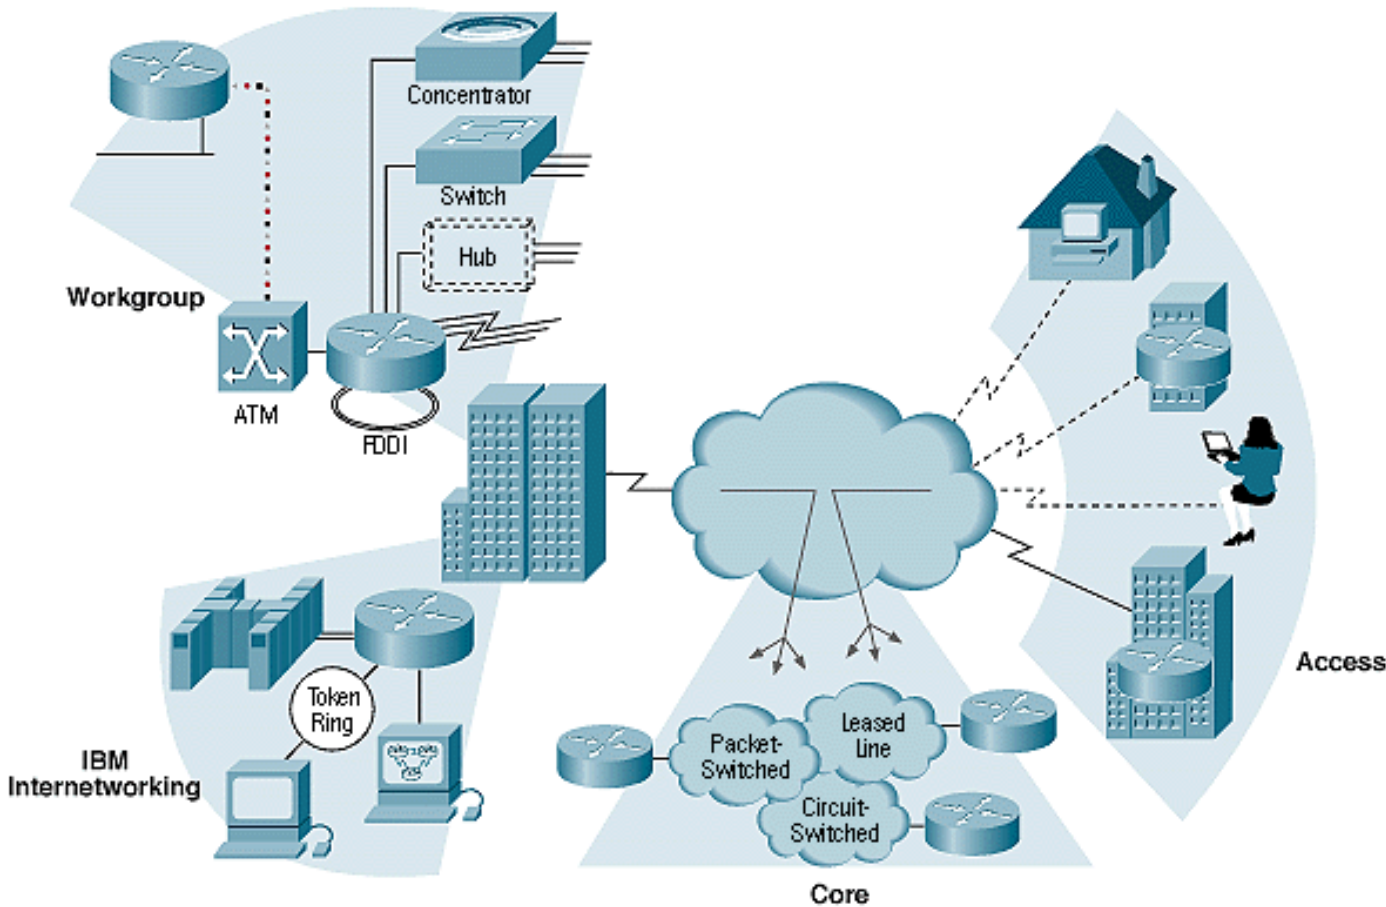 Concentrator
Switch
Hub
Workgroup
ATM
FDDI
Token
Ring
IBM
Internetworking
Packet-
Switched
Leased
Line
Circuit-
Switched
Core
Access